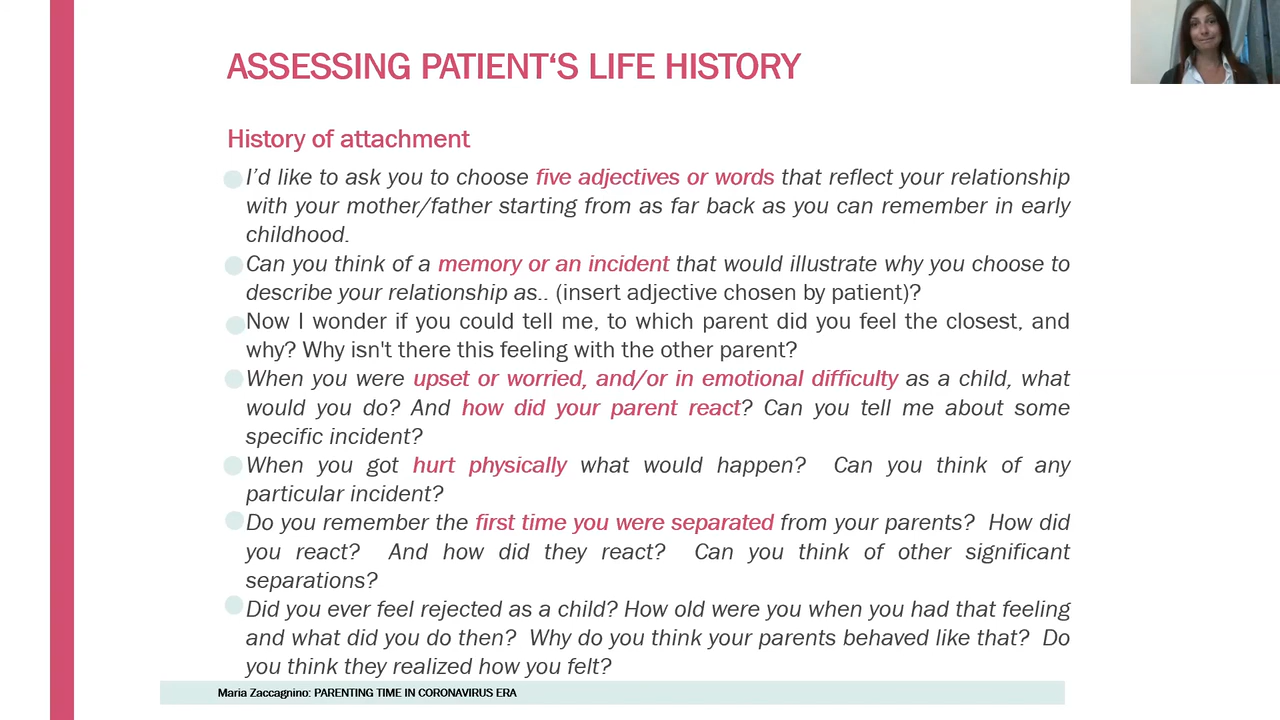 ASSESSING PATIENT‘S LIFE HISTORY
History of attachment
I’d like to ask you to choose five adjectives or words that reflect your relationship
with your mother/father starting from as far back as you can remember in early
childhood.
Can you think of a memory or an incident that would illustrate why you choose to
describe your relationship as.. (insert adjective chosen by patient)?
Now I wonder if you could tell me, to which parent did you feel the closest, and
why? Why isn't there this feeling with the other parent?
When you were upset or worried, and/or in emotional difficulty as a child, what
would you do? And how did your parent react? Can you tell me about some
specific incident?
When you got hurt physically what would happen? Can you think of any
particular incident?
Do you remember the first time you were separated from your parents? How did
you react? And how did they react? Can you think of other significant
separations?
Did you ever feel rejected as a child? How old were you when you had that feeling
and what did you do then? Why do you think your parents behaved like that? Do
you think they realized how you felt?
Maria Zaccagnino: PARENTING TIME IN CORONAVIRUS ERA